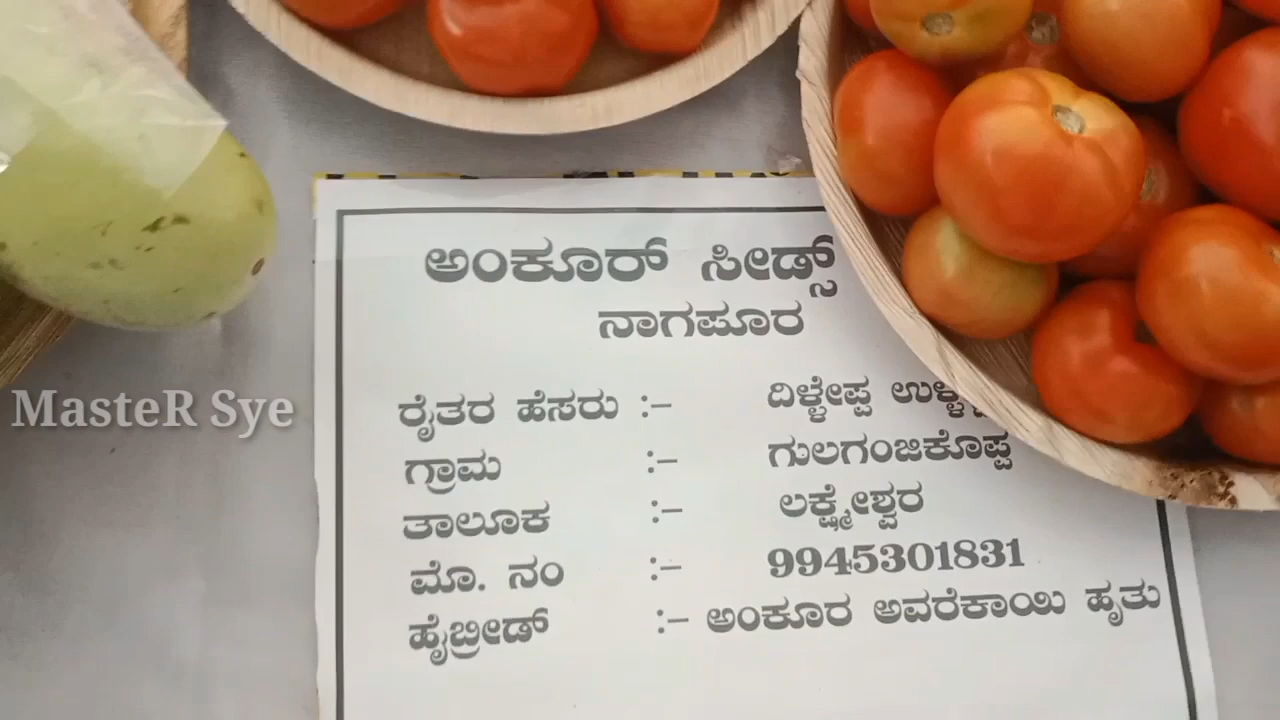 ಅಂಕೂರ್ ಸೀಡ್ಸ್
ನಾಗಪೂರ
ರೈತರ ಹೆಸರು :– ದಿಳ್ಳೇಪ್ಪ
ಗ್ರಾಮ :– ಗುಲಗಂಜಿಕೊಪ್ಪ
ತಾಲೂಕ :– ಲಕ್ಷ್ಮೇಶ್ವರ
ಮೊ. ನಂ :– 9945301831
ಹೈಬ್ರೀಡ್ :– ಅಂಕೂರ ಅವರೆಕಾಯಿ ಹೃತು
MasteR Sye